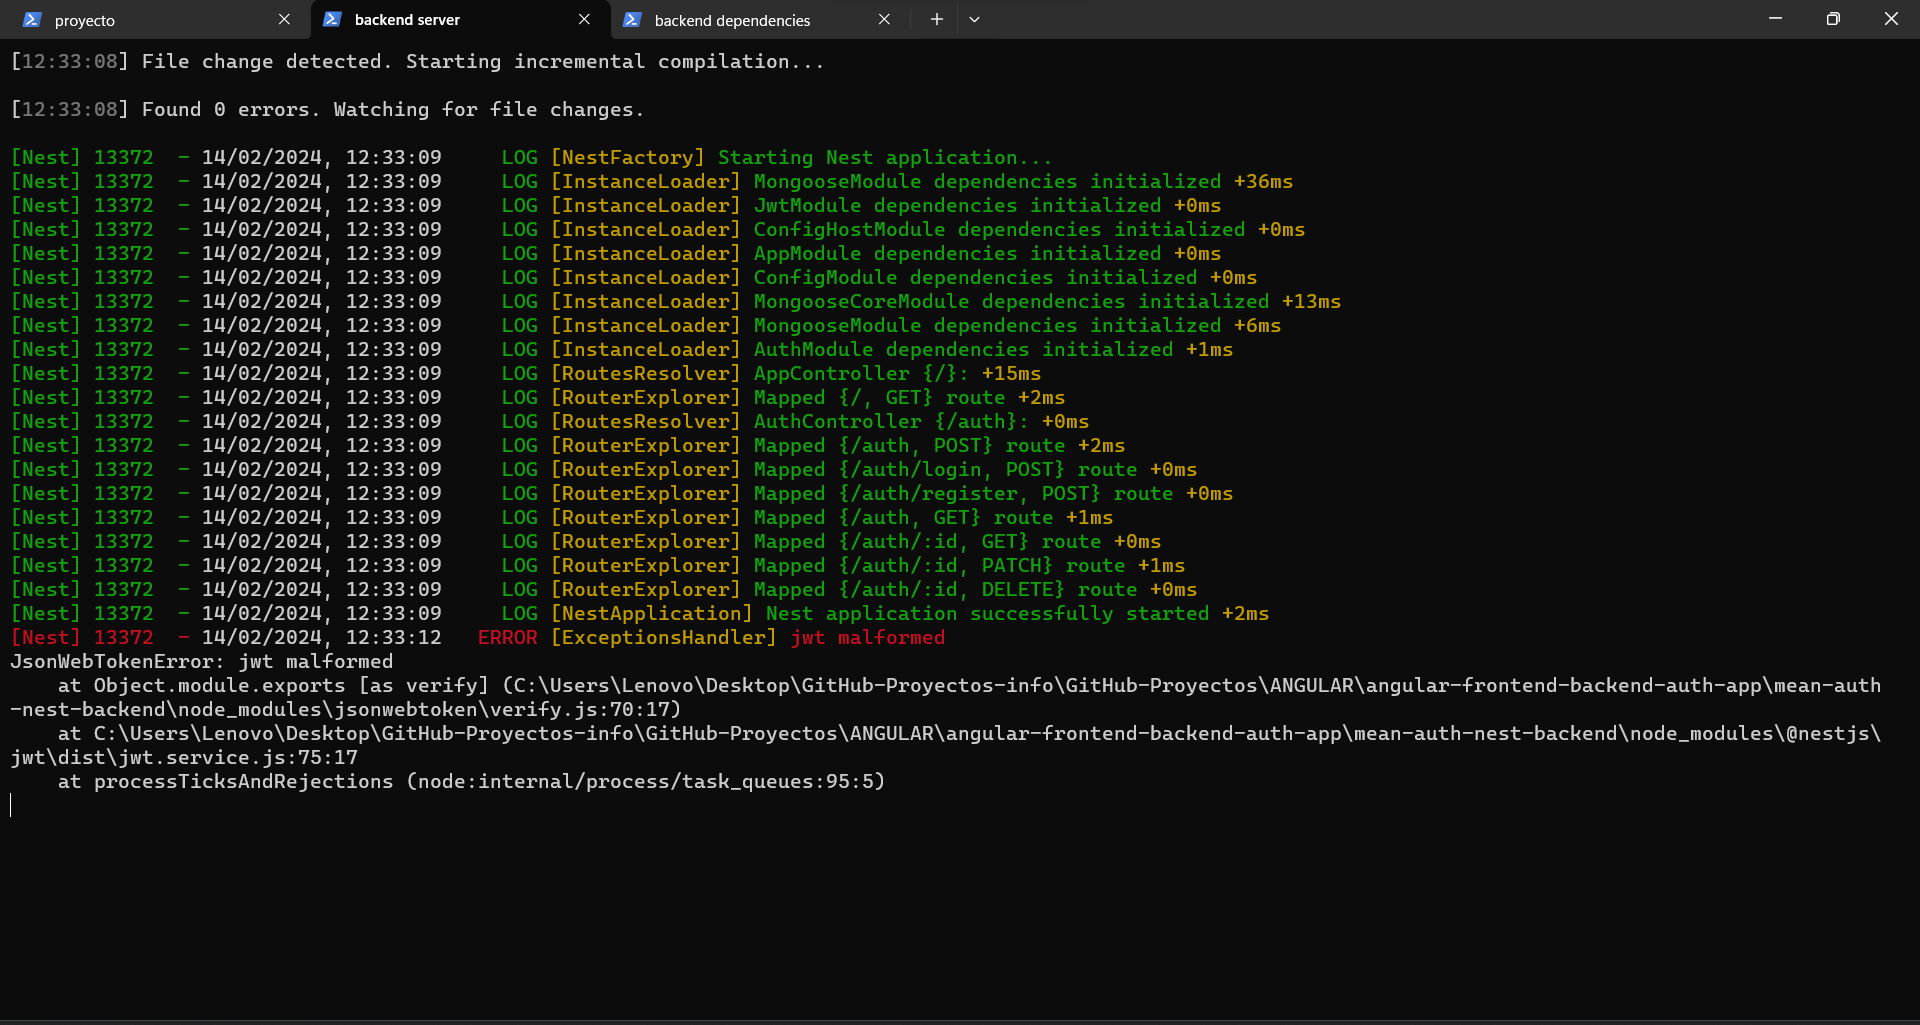 proyecto
backend server
backend dependencies
[12:33:08] File change detected. Starting incremental compilation...
[12:33:08] Found 0 errors. Watching for file changes.
[Nest] 13372  - 14/02/2024, 12:33:09     LOG [NestFactory] Starting Nest application...
[Nest] 13372  - 14/02/2024, 12:33:09     LOG [InstanceLoader] MongooseModule dependencies initialized +36ms
[Nest] 13372  - 14/02/2024, 12:33:09     LOG [InstanceLoader] JwtModule dependencies initialized +0ms
[Nest] 13372  - 14/02/2024, 12:33:09     LOG [InstanceLoader] ConfigHostModule dependencies initialized +0ms
[Nest] 13372  - 14/02/2024, 12:33:09     LOG [InstanceLoader] AppModule dependencies initialized +0ms
[Nest] 13372  - 14/02/2024, 12:33:09     LOG [InstanceLoader] ConfigModule dependencies initialized +0ms
[Nest] 13372  - 14/02/2024, 12:33:09     LOG [InstanceLoader] MongooseCoreModule dependencies initialized +13ms
[Nest] 13372  - 14/02/2024, 12:33:09     LOG [InstanceLoader] MongooseModule dependencies initialized +6ms
[Nest] 13372  - 14/02/2024, 12:33:09     LOG [InstanceLoader] AuthModule dependencies initialized +1ms
[Nest] 13372  - 14/02/2024, 12:33:09     LOG [RoutesResolver] AppController {/}: +15ms
[Nest] 13372  - 14/02/2024, 12:33:09     LOG [RouterExplorer] Mapped {/, GET} route +2ms
[Nest] 13372  - 14/02/2024, 12:33:09     LOG [RoutesResolver] AuthController {/auth}: +0ms
[Nest] 13372  - 14/02/2024, 12:33:09     LOG [RouterExplorer] Mapped {/auth, POST} route +2ms
[Nest] 13372  - 14/02/2024, 12:33:09     LOG [RouterExplorer] Mapped {/auth/login, POST} route +0ms
[Nest] 13372  - 14/02/2024, 12:33:09     LOG [RouterExplorer] Mapped {/auth/register, POST} route +0ms
[Nest] 13372  - 14/02/2024, 12:33:09     LOG [RouterExplorer] Mapped {/auth, GET} route +1ms
[Nest] 13372  - 14/02/2024, 12:33:09     LOG [RouterExplorer] Mapped {/auth/:id, GET} route +0ms
[Nest] 13372  - 14/02/2024, 12:33:09     LOG [RouterExplorer] Mapped {/auth/:id, PATCH} route +1ms
[Nest] 13372  - 14/02/2024, 12:33:09     LOG [RouterExplorer] Mapped {/auth/:id, DELETE} route +0ms
[Nest] 13372  - 14/02/2024, 12:33:09     LOG [NestApplication] Nest application successfully started +2ms
[Nest] 13372  - 14/02/2024, 12:33:12   ERROR [ExceptionsHandler] jwt malformed
JsonWebTokenError: jwt malformed
    at Object.module.exports [as verify] (C:\Users\Lenovo\Desktop\GitHub-Proyectos-info\GitHub-Proyectos\ANGULAR\angular-frontend-backend-auth-app\mean-auth
-nest-backend\node_modules\jsonwebtoken\verify.js:70:17)
    at C:\Users\Lenovo\Desktop\GitHub-Proyectos-info\GitHub-Proyectos\ANGULAR\angular-frontend-backend-auth-app\mean-auth-nest-backend\node_modules\@nestjs\
jwt\dist\jwt.service.js:75:17
    at processTicksAndRejections (node:internal/process/task_queues:95:5)